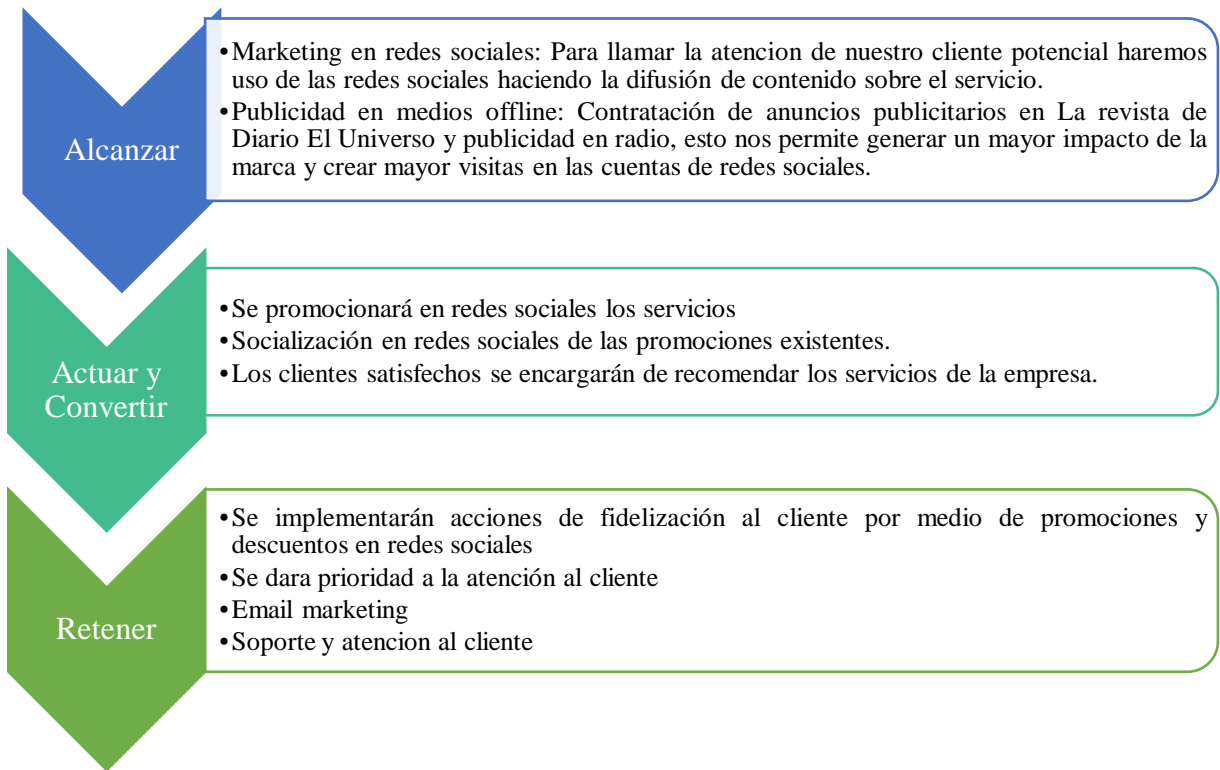 Alcanzar
•Marketing en redes sociales: Para llamar la atencion de nuestro cliente potencial haremos
uso de las redes sociales haciendo la difusión de contenido sobre el servicio.
•Publicidad en medios offline: Contratación de anuncios publicitarios en La revista de
Diario El Universo y publicidad en radio, esto nos permite generar un mayor impacto de la
marca y crear mayor visitas en las cuentas de redes sociales.
Actuar y
Convertir
•Se promocionará en redes sociales los servicios
•Socialización en redes sociales de las promociones existentes.
•Los clientes satisfechos se encargarán de recomendar los servicios de la empresa.
Retener
•Se implementarán acciones de fidelización al cliente por medio de promociones y
descuentos en redes sociales
•Se dara prioridad a la atención al cliente
•Email marketing
•Soporte y atencion al cliente